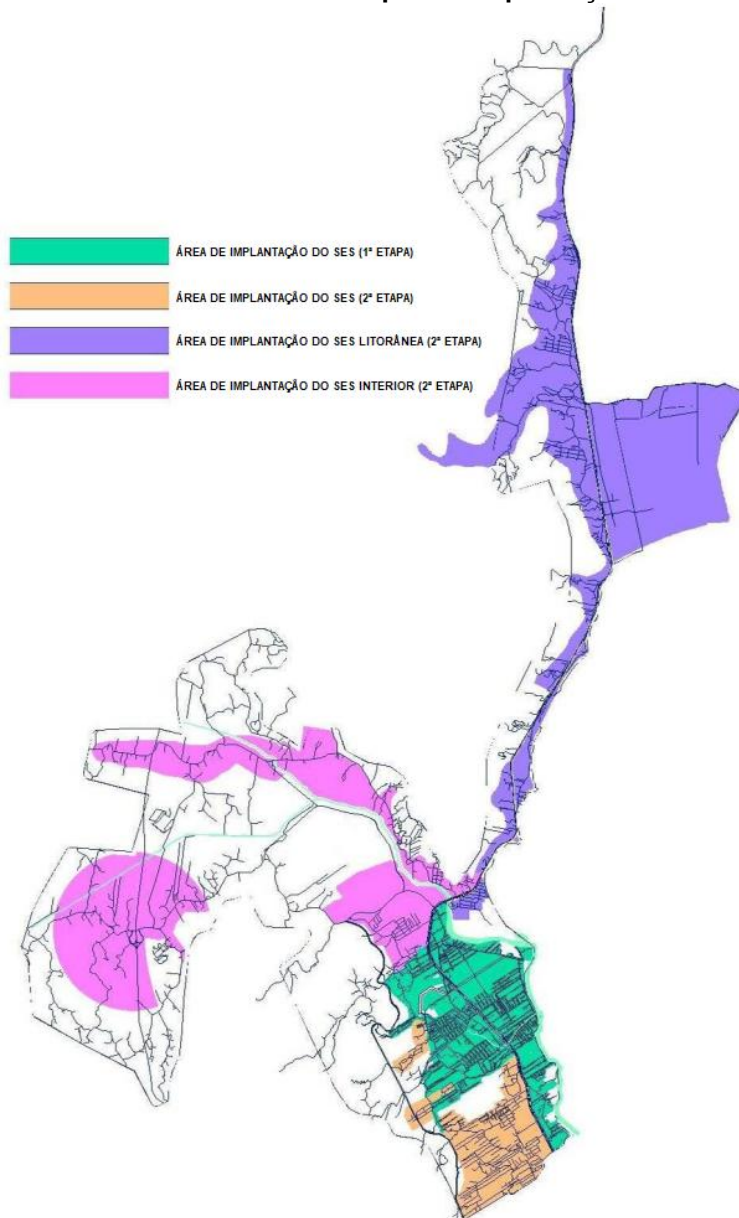 ÁREA DE IMPLANTAÇÃO DO SES (1ª ETAPA)
ÁREA DE IMPLANTAÇÃO DO SES (2ª ETAPA)
ÁREA DE IMPLANTAÇÃO DO SES LITORÂNEA (2ª ETAPA)
ÁREA DE IMPLANTAÇÃO DO SES INTERIOR (2ª ETAPA)